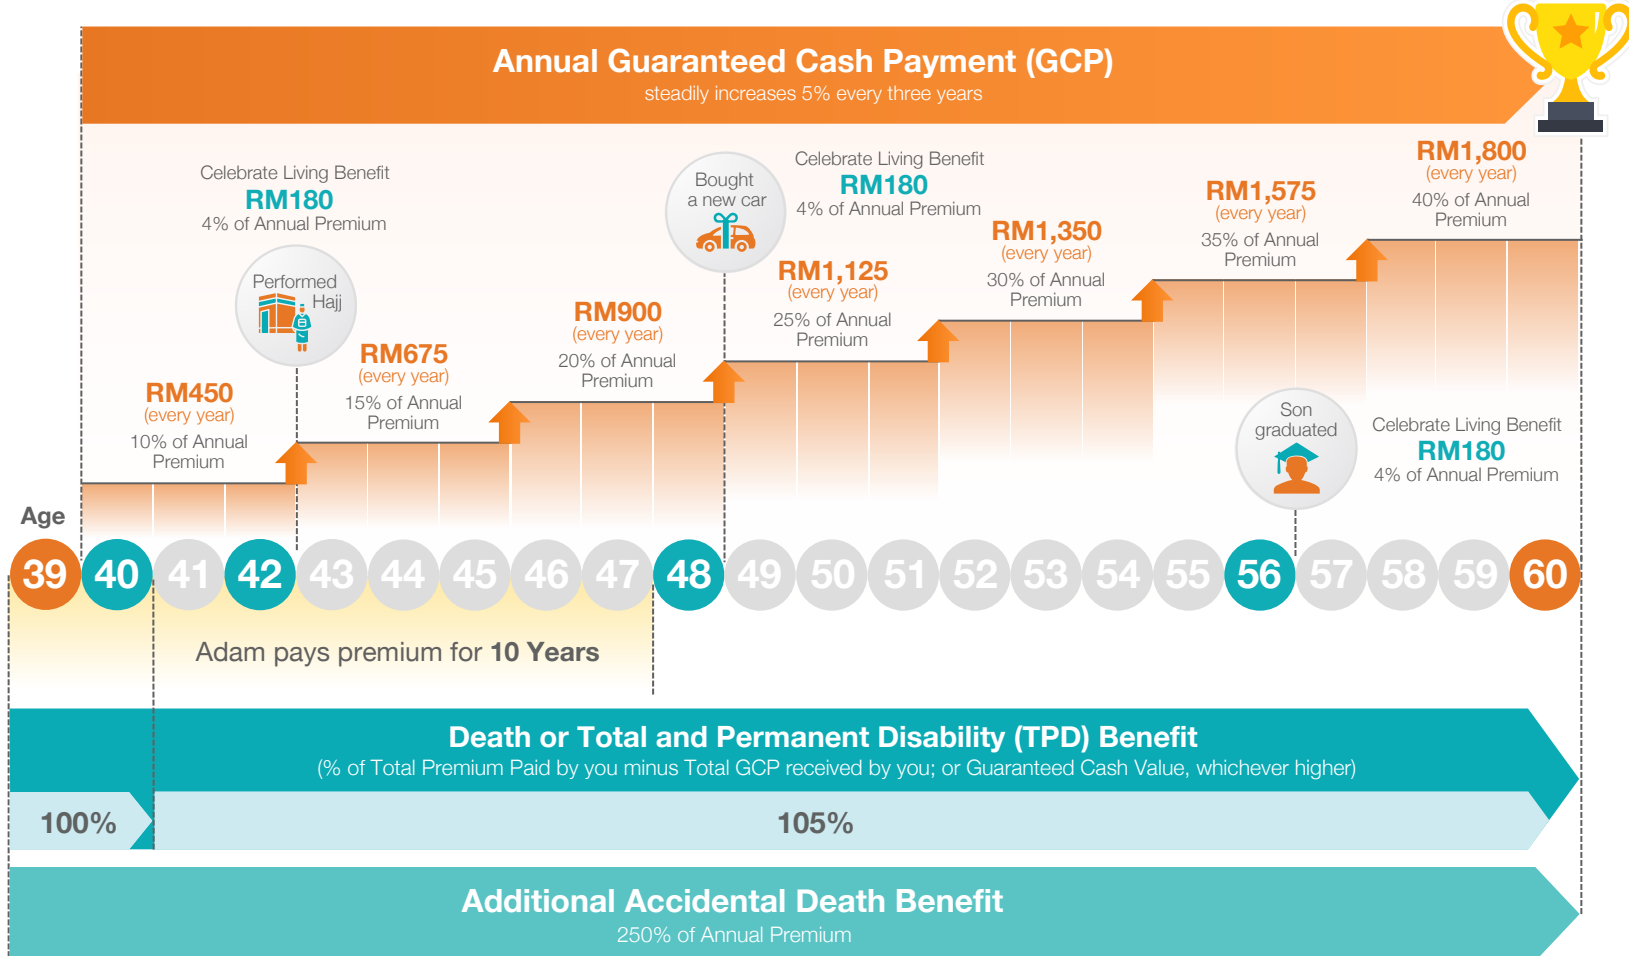 Annual Guaranteed Cash Payment (GCP)
steadily increases 5% every three years
Celebrate Living Benefit
RM180
4% of Annual Premium
Performed
Hajj
Bought
a new car
Celebrate Living Benefit
RM180
4% of Annual Premium
RM450
(every year)
10% of Annual
Premium
RM675
(every year)
15% of Annual
Premium
RM900
(every year)
20% of Annual
Premium
RM1,125
(every year)
25% of Annual
Premium
RM1,350
(every year)
30% of Annual
Premium
RM1,575
(every year)
35% of Annual
Premium
RM1,800
(every year)
40% of Annual
Premium
Son
graduated
Celebrate Living Benefit
RM180
4% of Annual Premium
Age
39 40 41 42 43 44 45 46 47 48 49 50 51 52 53 54 55 56 57 58 59 60
Adam pays premium for 10 Years
Death or Total and Permanent Disability (TPD) Benefit
(% of Total Premium Paid by you minus Total GCP received by you; or Guaranteed Cash Value, whichever higher)
100%
105%
Additional Accidental Death Benefit
250% of Annual Premium